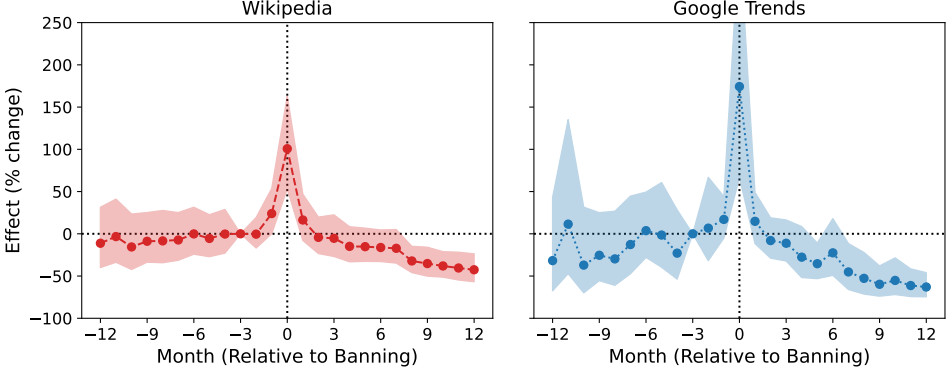 Wikipedia
Google Trends
Effect (% change)
250
200
150
100
50
0
−50
−100
−12 −9 −6 −3 0 3 6 9 12
−12 −9 −6 −3 0 3 6 9 12
Month (Relative to Banning)
Month (Relative to Banning)